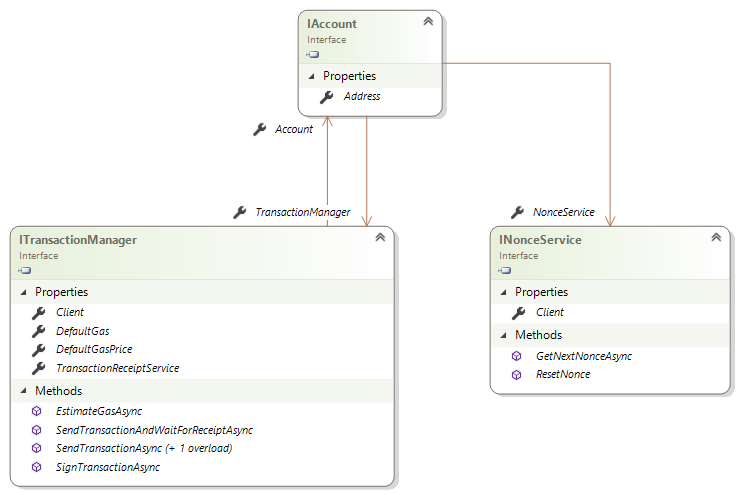 IAccount
Interface
Properties
Address
Account
TransactionManager
NonceService
ITransactionManager
Interface
Properties
Client
DefaultGas
DefaultGasPrice
TransactionReceiptService
Methods
EstimateGasAsync
SendTransactionAndWaitForReceiptAsync
SendTransactionAsync (+ 1 overload)
SignTransactionAsync
INonceService
Interface
Properties
Client
Methods
GetNextNonceAsync
ResetNonce